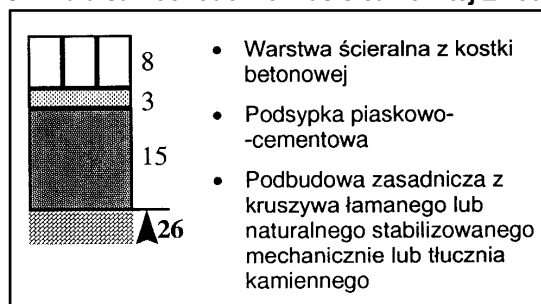 8
3
15
26
• Warstwa ścieralna z kostki
betonowej
• Podsypka piaskowo-
-cementowa
• Podbudowa zasadnicza z
kruszywa łamanego lub
naturalnego stabilizowanego
mechanicznie lub tłucznia
kamiennego